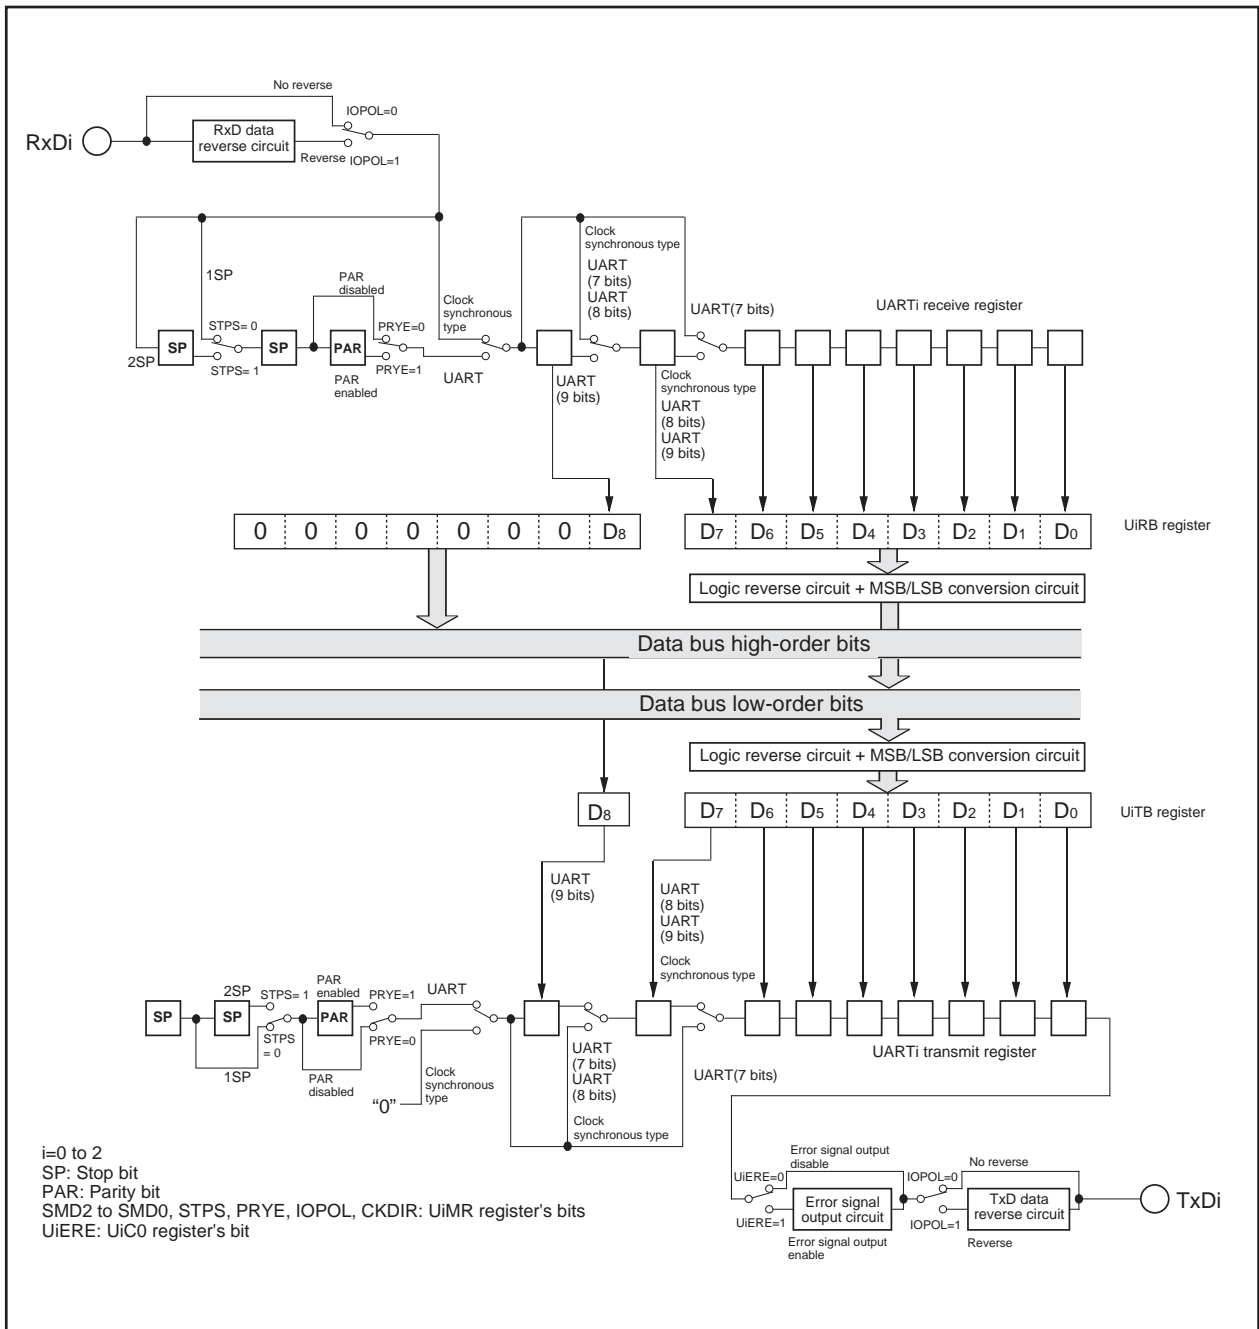 No reverse
IOPOL=0
RxDi
RxD data
reverse circuit
Reverse
IOPOL=1
Clock
synchronous type
1SP
UART
(7 bits)
UART
(8 bits)
PAR
disabled
Clock
synchronous
type
UART(7 bits)
UARTi receive register
STPS= 0
PRYE=0
SP
SP
PAR
2SP
STPS= 1
PAR
enabled
PRYE=1
UART
UART
(9 bits)
Clock
synchronous type
UART
(8 bits)
UART
(9 bits)
0 0 0 0 0 0 0 D8
D7 D6 D5 D4 D3 D2 D1 D0
UiRB register
Logic reverse circuit + MSB/LSB conversion circuit
Data bus high-order bits
Data bus low-order bits
Logic reverse circuit + MSB/LSB conversion circuit
D8
D7 D6 D5 D4 D3 D2 D1 D0
UiTB register
UART
(9 bits)
UART
(8 bits)
UART
(9 bits)
Clock
synchronous type
2SP
STPS= 1
PAR
enabled
PRYE=1
UART
SP
SP
PAR
STPS
= 0
PRYE=0
1SP
PAR
disabled
"0"
Clock
synchronous
type
UART
(7 bits)
UART
(8 bits)
Clock
synchronous type
UART(7 bits)
UARTi transmit register
i=0 to 2
SP: Stop bit
PAR: Parity bit
SMD2 to SMD0, STPS, PRYE, IOPOL, CKDIR: UiMR register's bits
UiERE: UiC0 register's bit
Error signal output
disable
UiERE=0
UiERE=1
Error signal
output circuit
Error signal output
enable
No reverse
IOPOL=0
IOPOL=1
TxD data
reverse circuit
Reverse
TxDi